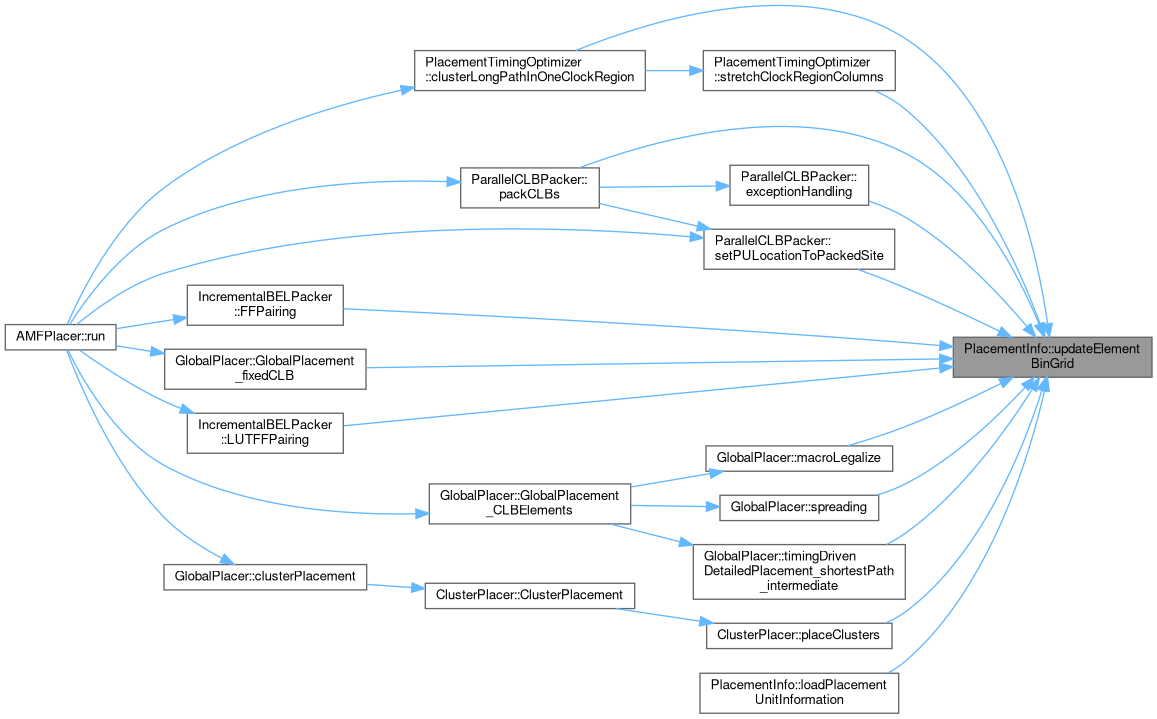 PlacementTimingOptimizer
::clusterLongPathInOneClockRegion
PlacementTimingOptimizer
::stretchClockRegionColumns
ParallelCLBPacker::
packCLBs
ParallelCLBPacker::
exceptionHandling
ParallelCLBPacker::
setPULocationToPackedSite
IncrementalBELPacker
::FFPairing
AMFPlacer::run
GlobalPlacer::GlobalPlacement
_fixedCLB
PlacementInfo::updateElement
BinGrid
IncrementalBELPacker
::LUTFFPairing
GlobalPlacer::macroLegalize
GlobalPlacer::GlobalPlacement
_CLBElements
GlobalPlacer::spreading
GlobalPlacer::timingDriven
DetailedPlacement_shortestPath
_intermediate
GlobalPlacer::clusterPlacement
ClusterPlacer::ClusterPlacement
ClusterPlacer::placeClusters
PlacementInfo::loadPlacement
UnitInformation